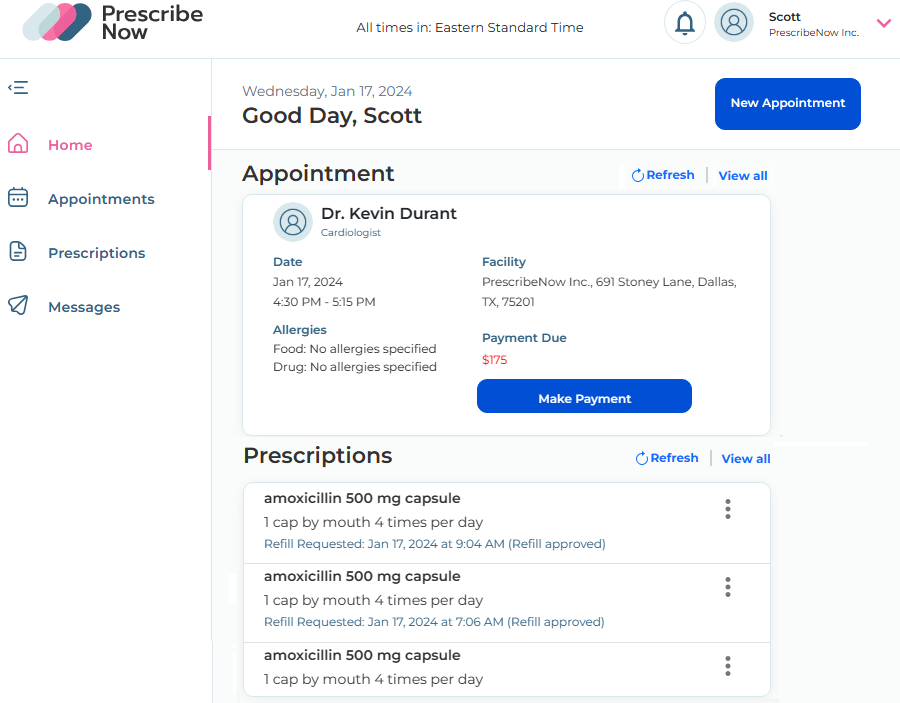 Prescribe
Now
All times in: Eastern Standard Time
Scott
PrescribeNow Inc.
Home
Appointments
Prescriptions
Messages
Wednesday, Jan 17, 2024
Good Day, Scott
New Appointment
Appointment
Refresh
View all
Dr. Kevin Durant
Cardiologist
Date
Jan 17, 2024
4:30 PM - 5:15 PM
Facility
PrescribeNow Inc., 691 Stoney Lane, Dallas,
TX, 75201
Allergies
Food: No allergies specified
Drug: No allergies specified
Payment Due
$175
Make Payment
Prescriptions
Refresh
View all
amoxicillin 500 mg capsule
1 cap by mouth 4 times per day
Refill Requested: Jan 17, 2024 at 9:04 AM (Refill approved)
amoxicillin 500 mg capsule
1 cap by mouth 4 times per day
Refill Requested: Jan 17, 2024 at 7:06 AM (Refill approved)
amoxicillin 500 mg capsule
1 cap by mouth 4 times per day